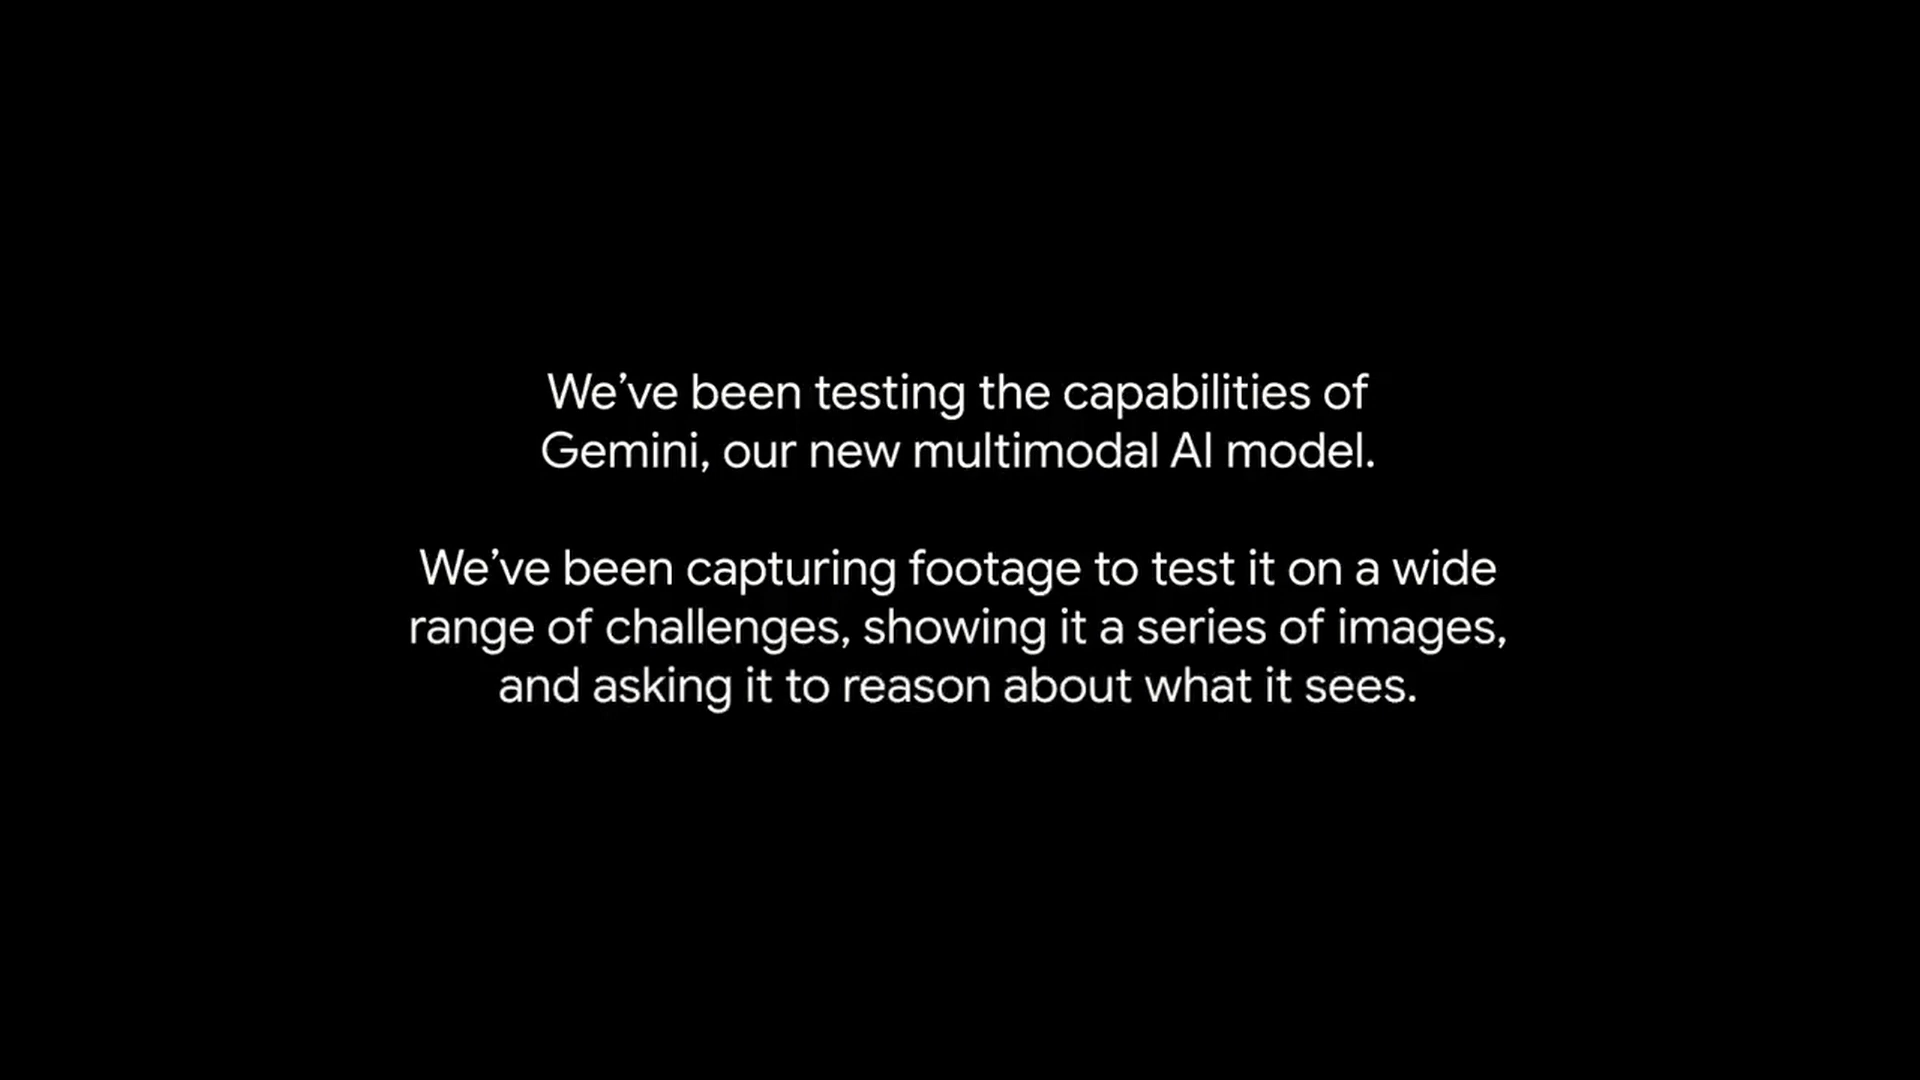 We’ve been testing the capabilities of
Gemini, our new multimodal AI model.
We’ve been capturing footage to test it on a wide
range of challenges, showing it a series of images,
and asking it to reason about what it sees.